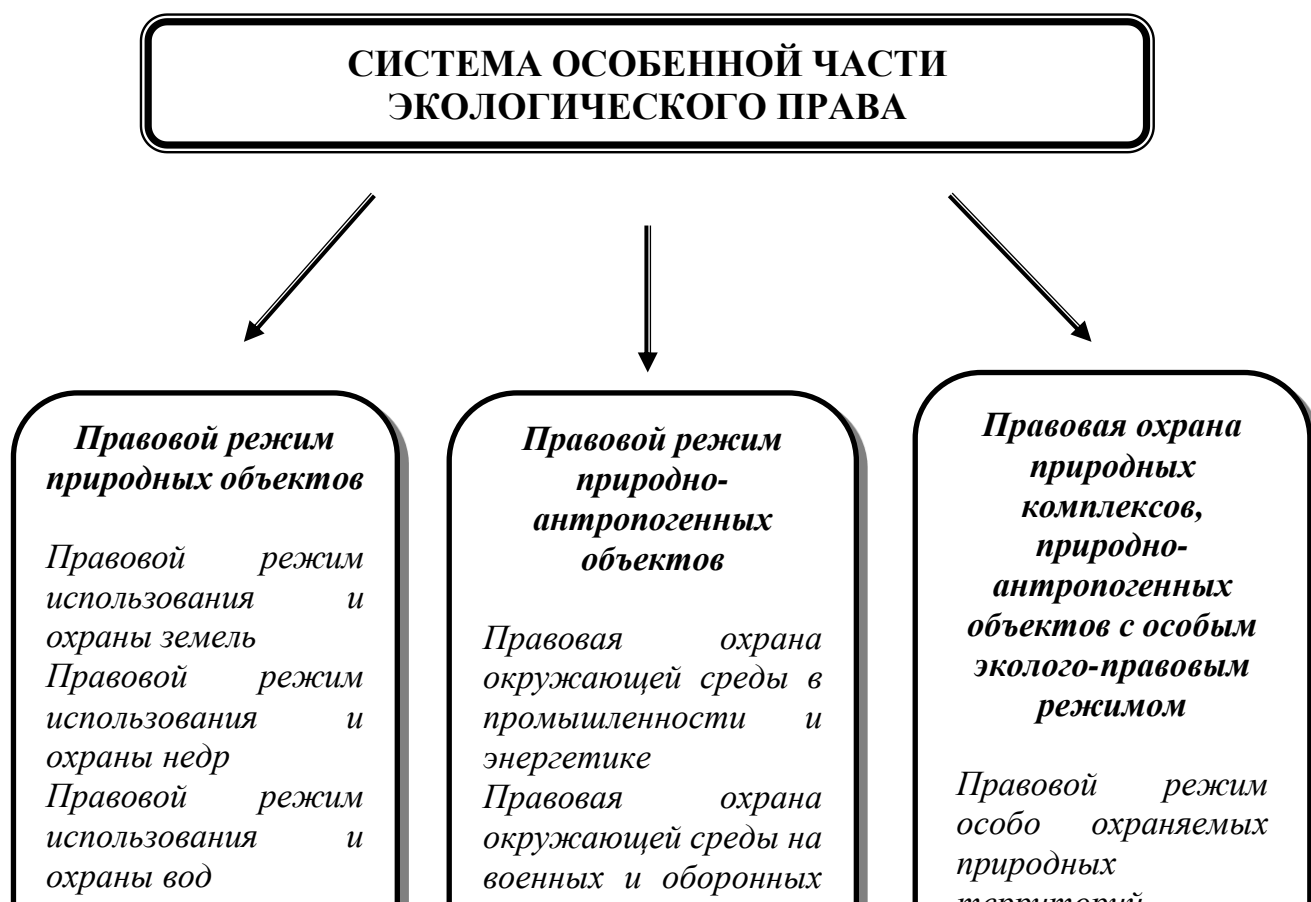 СИСТЕМА ОСОБЕННОЙ ЧАСТИ
ЭКОЛОГИЧЕСКОГО ПРАВА
Правовой режим
природных объектов
Правовой режим
использования и
охраны земель
Правовой режим
использования и
охраны недр
Правовой режим
использования и
охраны вод
Правовой режим
природно-
антропогенных
объектов
Правовая охрана
окружающей среды в
промышленности и
энергетике
Правовая охрана
окружающей среды на
военных и оборонных
Правовая охрана
природных
комплексов,
природно-
антропогенных
объектов с особым
эколого-правовым
режимом
Правовой режим
особо охраняемых
природных
территорий